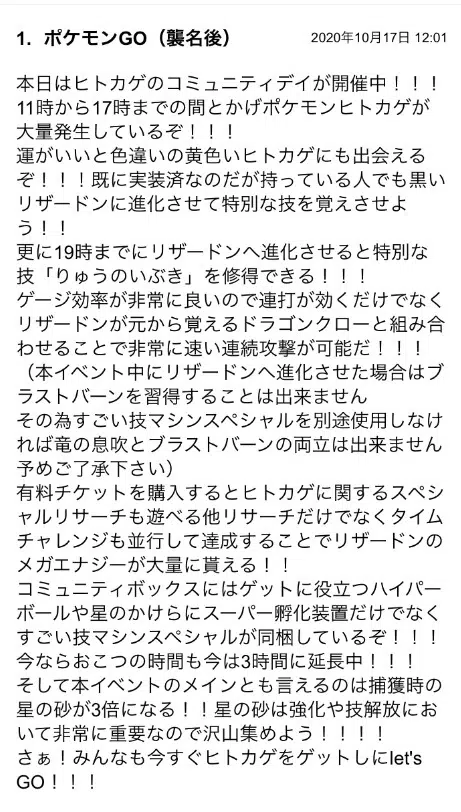 1. ポケモンGO（襲名後） 2020年10月17日 12:01
本日はヒトカゲのコミュニティデイが開催中！！！
11時から17時までの間とかげポケモンヒトカゲが
大量発生しているぞ！！！
運がいいと色違いの黄色いヒトカゲにも出会える
ぞ！！！既に実装済なのだが持っている人でも黒い
リザードンに進化させて特別な技を覚えさせよ
う！！
更に19時までにリザードンへ進化させると特別な
技「りゅうのいぶき」を修得できる！！！
ゲージ効率が非常に良いので連打が効くだけでなく
リザードンが元から覚えるドラゴンクローと組み合
わせることで非常に速い連続攻撃が可能だ！！！
（本イベント中にリザードンへ進化させた場合はブ
ラストバーンを習得することは出来ません
その為すごい技マシンスペシャルを別途使用しなけ
れば竜の息吹とブラストバーンの両立は出来ません
予めご了承下さい）
有料チケットを購入するとヒトカゲに関するスペシ
ャルリサーチも遊べる他リサーチだけでなくタイム
チャレンジも並行して達成することでリザードンの
メガエナジーが大量に貰える！！
コミュニティボックスにはゲットに役立つハイパー
ボールや星のかけらにスーパー孵化装置だけでなく
すごい技マシンスペシャルが同梱しているぞ！！！
今ならおこうの時間も今は3時間に延長中！！！
そして本イベントのメインとも言えるのは捕獲時の
星の砂が3倍になる！！星の砂は強化や技解放にお
いて非常に重要なので沢山集めよう！！！！
さぁ！みんなも今すぐヒトカゲをゲットしにlet's
GO！！！